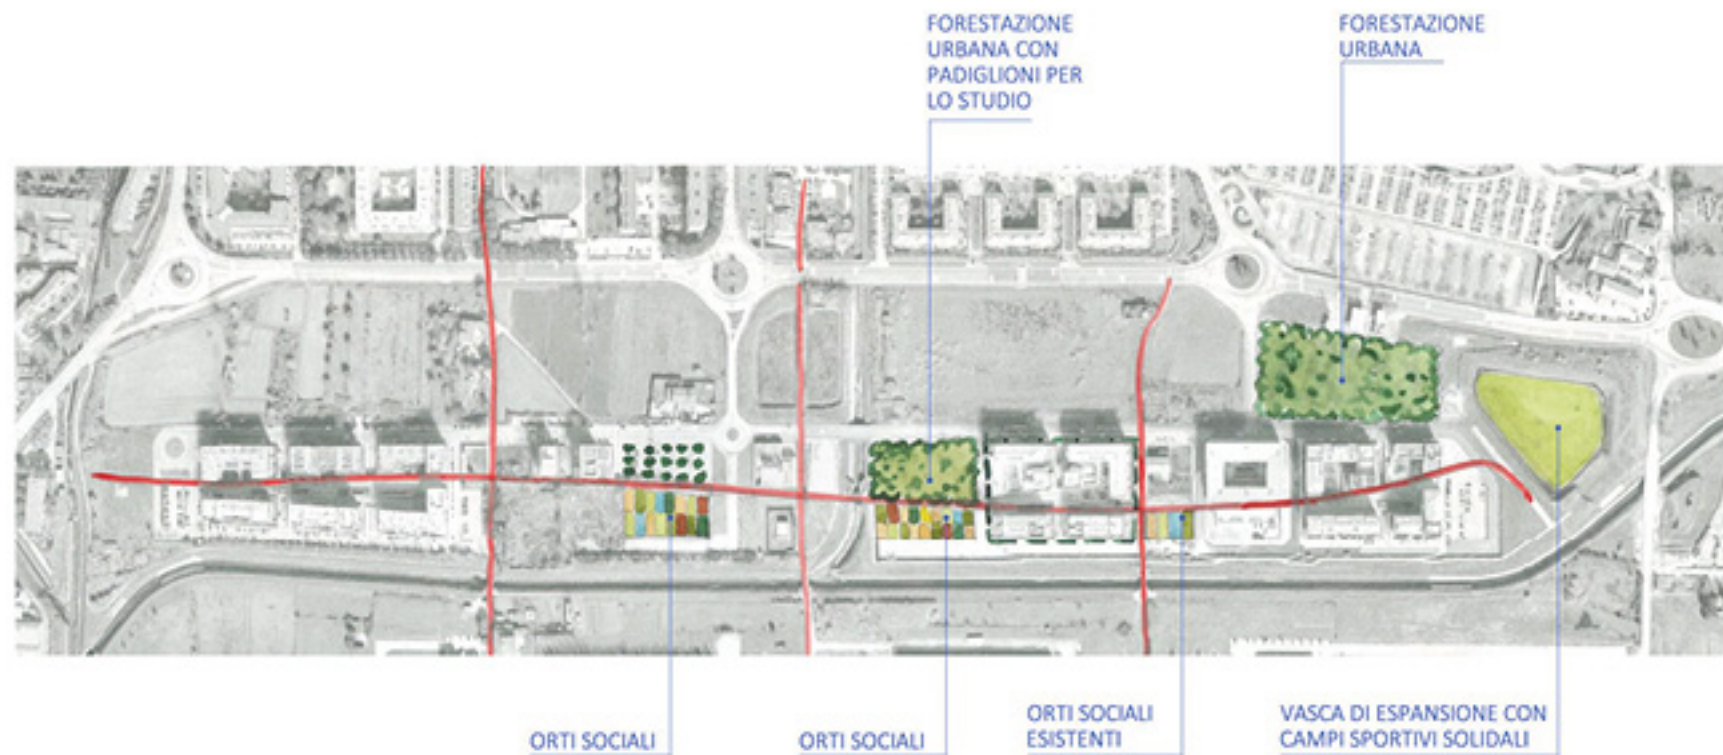 FORESTAZIONE
URBANA CON
PADIGLIONI PER
LO STUDIO
FORESTAZIONE
URBANA
ORTI SOCIALI
ORTI SOCIALI
ORTI SOCIALI
ESISTENTI
VASCA DI ESPANSIONE CON
CAMPI SPORTIVI SOLIDALI